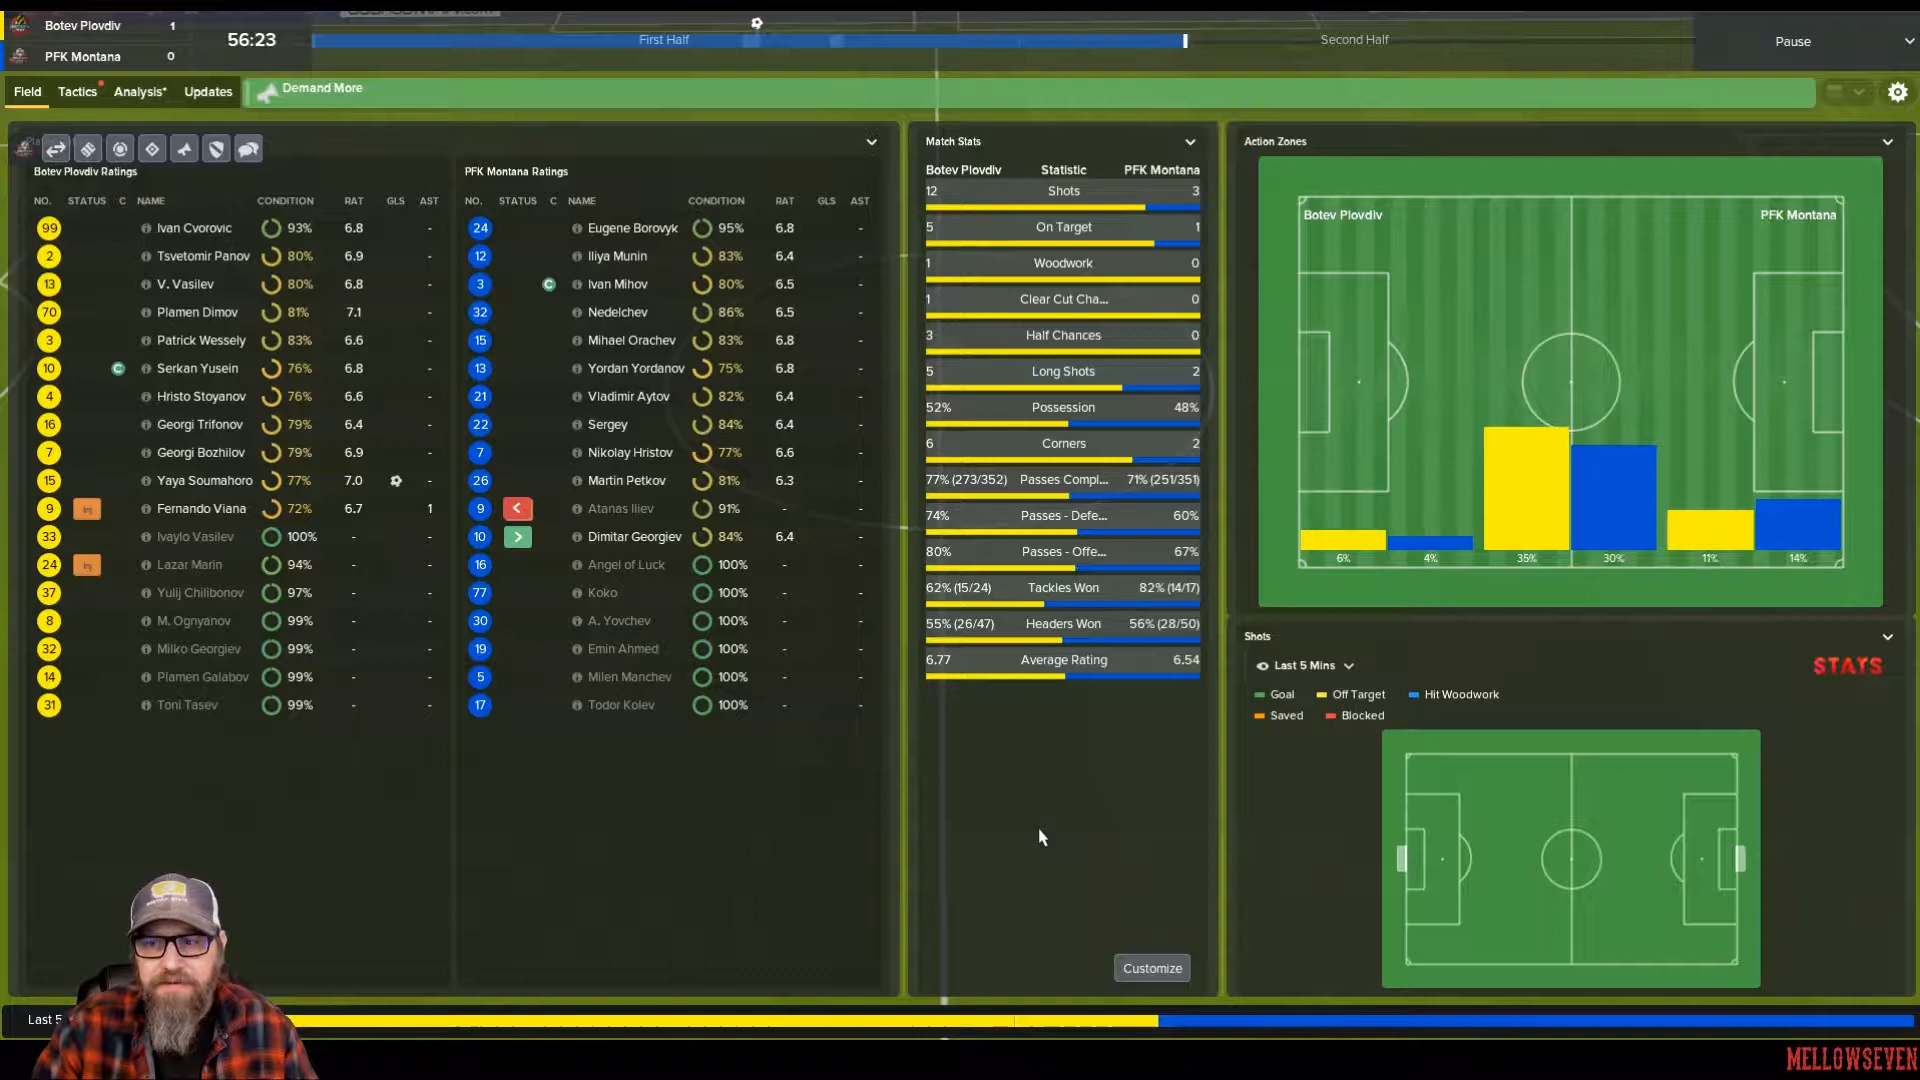 Botev Plovdiv 1
PFK Montana 0
56:23
First Half
Second Half
Pause
Field Tactics Analysis* Updates
Demand More
Botev Plovdiv Ratings
NO. STATUS C NAME CONDITION RAT GLS AST
99 Ivan Cvorovic 93% 6.8 -
2 Tsvetomir Panov 80% 6.9 -
13 V. Vasilev 80% 6.8 -
70 Plamen Dimov 81% 7.1 -
3 Patrick Wessely 83% 6.6 -
10 C Serkan Yusein 76% 6.8 -
4 Hristo Stoyanov 76% 6.6 -
16 Georgi Trifonov 79% 6.4 -
7 Georgi Bozhilov 79% 6.9 -
15 Yaya Soumahoro 77% 7.0 -
9 Inj Fernando Viana 72% 6.7 1
33 Ivaylo Vasilev 100% - -
24 Inj Lazar Marin 94% - -
37 Yulij Chilibonov 97% - -
8 M. Ognyanov 99% - -
32 Milko Georgiev 99% - -
14 Plamen Galabov 99% - -
31 Toni Tasev 99% - -
PFK Montana Ratings
NO. STATUS C NAME CONDITION RAT GLS AST
24 Eugene Borovyk 95% 6.8 -
12 Iliya Munin 83% 6.4 -
3 C Ivan Mihov 80% 6.5 -
32 Nedelchev 86% 6.5 -
15 Mihael Orachev 83% 6.8 -
13 Yordan Yordanov 75% 6.8 -
21 Vladimir Aytov 82% 6.4 -
22 Sergey 84% 6.4 -
7 Nikolay Hristov 77% 6.6 -
26 Martin Petkov 81% 6.3 -
9 Atanas Iliev 91% - -
10 Dimitar Georgiev 84% 6.4 -
16 Angel of Luck 100% - -
77 Koko 100% - -
30 A. Yovchev 100% - -
19 Emin Ahmed 100% - -
5 Milen Manchev 100% - -
17 Todor Kolev 100% - -
Match Stats
Botev Plovdiv Statistic PFK Montana
12 Shots 3
5 On Target 1
1 Woodwork 0
1 Clear Cut Cha... 0
3 Half Chances 0
5 Long Shots 2
52% Possession 48%
6 Corners 2
77% (273/352) Passes Compl... 71% (251/351)
74% Passes - Defe... 60%
80% Passes - Offe... 67%
62% (15/24) Tackles Won 82% (14/17)
55% (26/47) Headers Won 56% (28/50)
6.77 Average Rating 6.54
Customize
Action Zones
Botev Plovdiv PFK Montana
6% 4% 35% 30% 11% 14%
Shots
Last 5 Mins
STATS
Goal Off Target Hit Woodwork
Saved Blocked
Last 5
MELLOWSEVEN